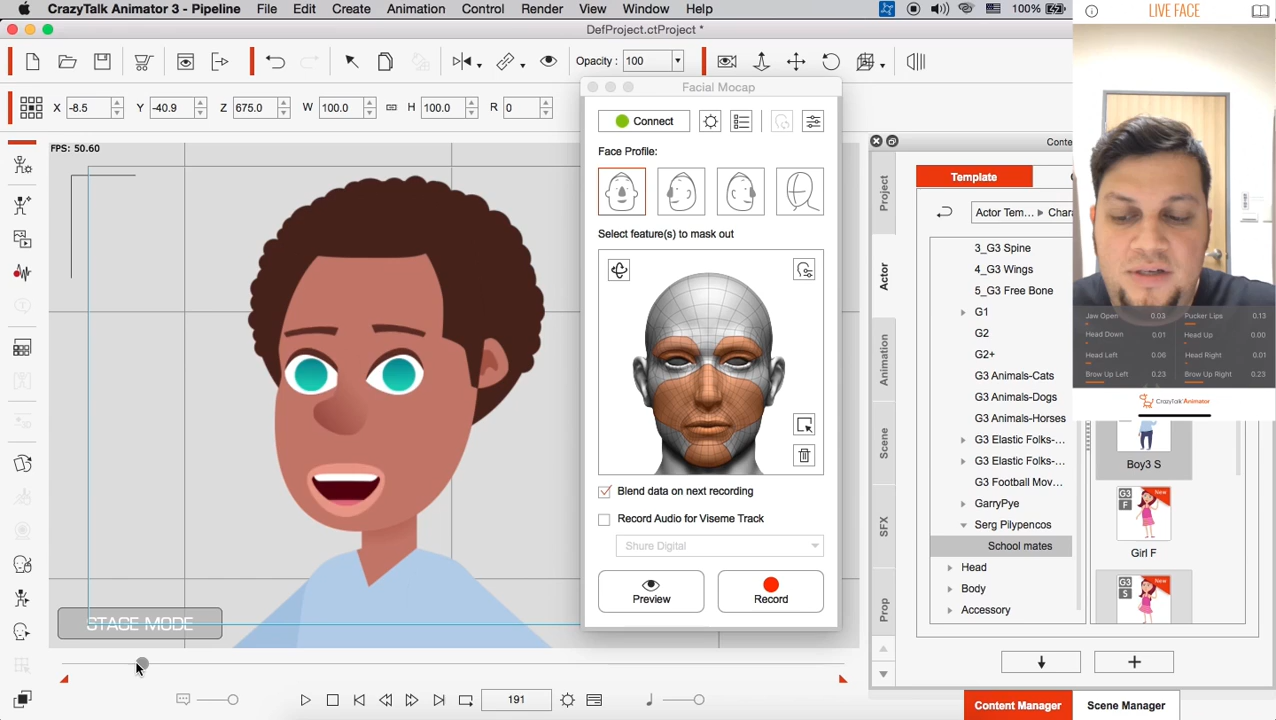 CrazyTalk Animator 3 - Pipeline File Edit Create Animation Control Render View Window Help 100%
DefProject.ctProject *
Opacity : 100
X -8.5 Y -40.9 Z 675.0 W 100.0 H 100.0 R 0
FPS: 50.60
STAGE MODE
191
Facial Mocap
Connect
Face Profile:
Select feature(s) to mask out
Blend data on next recording
Record Audio for Viseme Track
Shure Digital
Preview Record
Project
Actor
Animation
Scene
SFX
Prop
Template
Actor Tem...
3_G3 Spine
4_G3 Wings
5_G3 Free Bone
G1
G2
G2+
G3 Animals-Cats
G3 Animals-Dogs
G3 Animals-Horses
G3 Elastic Folks-...
G3 Elastic Folks-...
G3 Football Mov...
GarryPye
Serg Pilypencos
School mates
Head
Body
Accessory
Boy3 S
G3 F New
Girl F
G3 S New
Content Manager Scene Manager
LIVE FACE
Jaw Open 0.03 Pucker Lips 0.13
Head Down 0.01 Head Up 0.00
Head Left 0.06 Head Right 0.01
Brow Up Left 0.23 Brow Up Right 0.23
CrazyTalk Animator